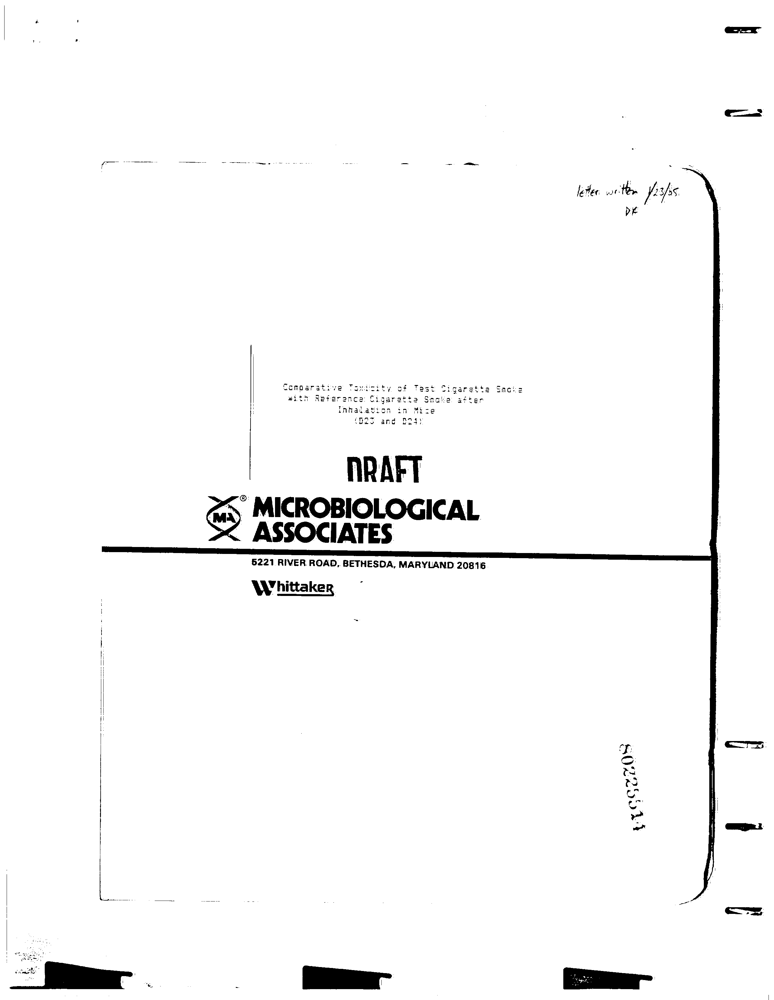 letter written 1/23/85
DK
Comparative Toxicity of Test Cigarette Smoke
with Reference Cigarette Smoke after
Inhalation in Mice
(D23 and D24)
DRAFT
MA ®
MICROBIOLOGICAL
ASSOCIATES
5221 RIVER ROAD, BETHESDA, MARYLAND 20816
Whittaker
80225514